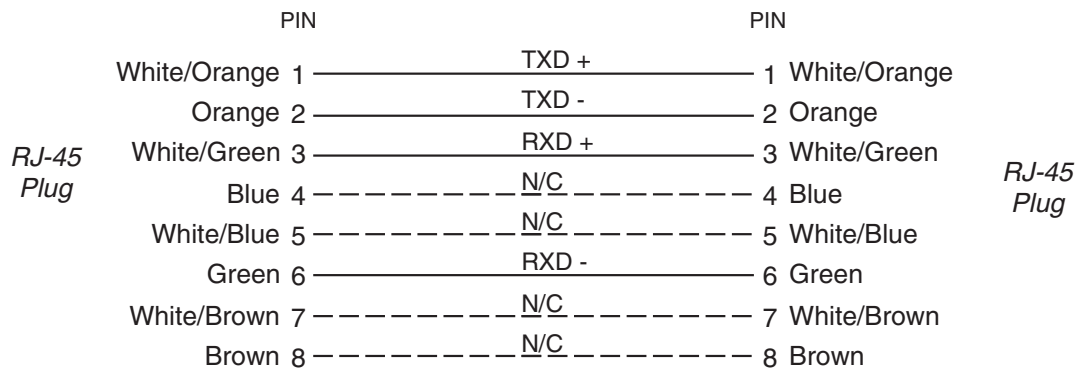 PIN PIN
White/Orange 1 TXD + 1 White/Orange
Orange 2 TXD - 2 Orange
White/Green 3 RXD + 3 White/Green
Blue 4 N/C 4 Blue
White/Blue 5 N/C 5 White/Blue
Green 6 RXD - 6 Green
White/Brown 7 N/C 7 White/Brown
Brown 8 N/C 8 Brown
RJ-45
Plug
RJ-45
Plug